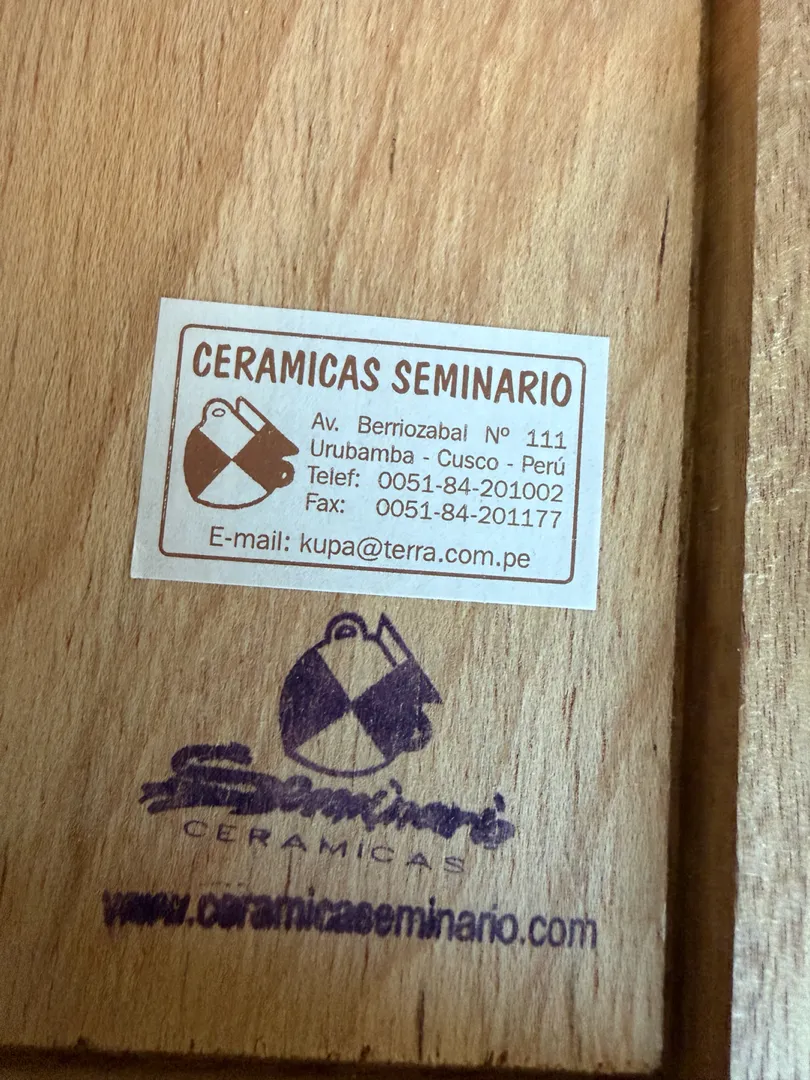 CERAMICAS SEMINARIO
Av. Berriozabal Nº 111
Urubamba - Cusco - Perú
Telef: 0051-84-201002
Fax: 0051-84-201177
E-mail: kupa@terra.com.pe
Seminario
CERAMICAS
www.ceramicaseminario.com